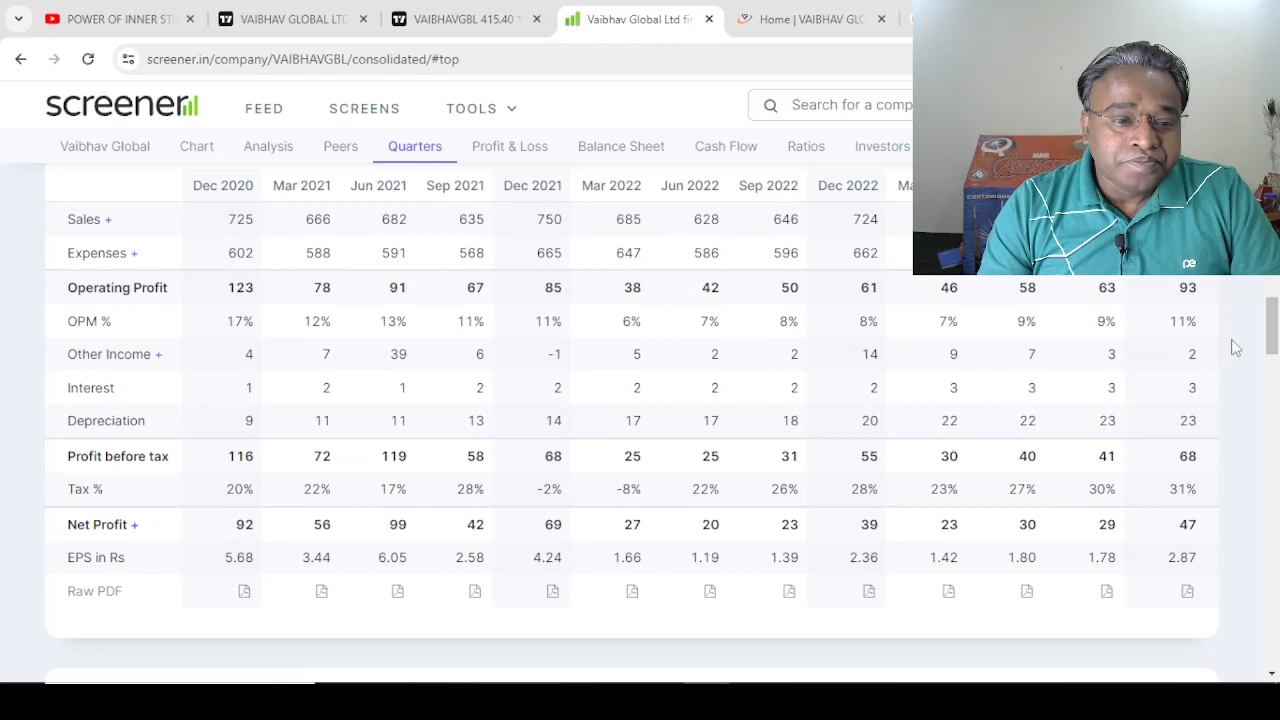 POWER OF INNER ST
VAIBHAV GLOBAL LTD
VAIBHAVGBL 415.40
Vaibhav Global Ltd fin
Home | VAIBHAV GLO
screener.in/company/VAIBHAVGBL/consolidated/#top
screener FEED SCREENS TOOLS Search for a comp
Vaibhav Global Chart Analysis Peers Quarters Profit & Loss Balance Sheet Cash Flow Ratios Investors
Dec 2020 Mar 2021 Jun 2021 Sep 2021 Dec 2021 Mar 2022 Jun 2022 Sep 2022 Dec 2022 Ma
Sales + 725 666 682 635 750 685 628 646 724
Expenses + 602 588 591 568 665 647 586 596 662
Operating Profit 123 78 91 67 85 38 42 50 61 46 58 63 93
OPM % 17% 12% 13% 11% 11% 6% 7% 8% 8% 7% 9% 9% 11%
Other Income + 4 7 39 6 -1 5 2 2 14 9 7 3 2
Interest 1 2 1 2 2 2 2 2 2 3 3 3 3
Depreciation 9 11 11 13 14 17 17 18 20 22 22 23 23
Profit before tax 116 72 119 58 68 25 25 31 55 30 40 41 68
Tax % 20% 22% 17% 28% -2% -8% 22% 26% 28% 23% 27% 30% 31%
Net Profit + 92 56 99 42 69 27 20 23 39 23 30 29 47
EPS in Rs 5.68 3.44 6.05 2.58 4.24 1.66 1.19 1.39 2.36 1.42 1.80 1.78 2.87
Raw PDF
MARVEL
AVENGERS
pe